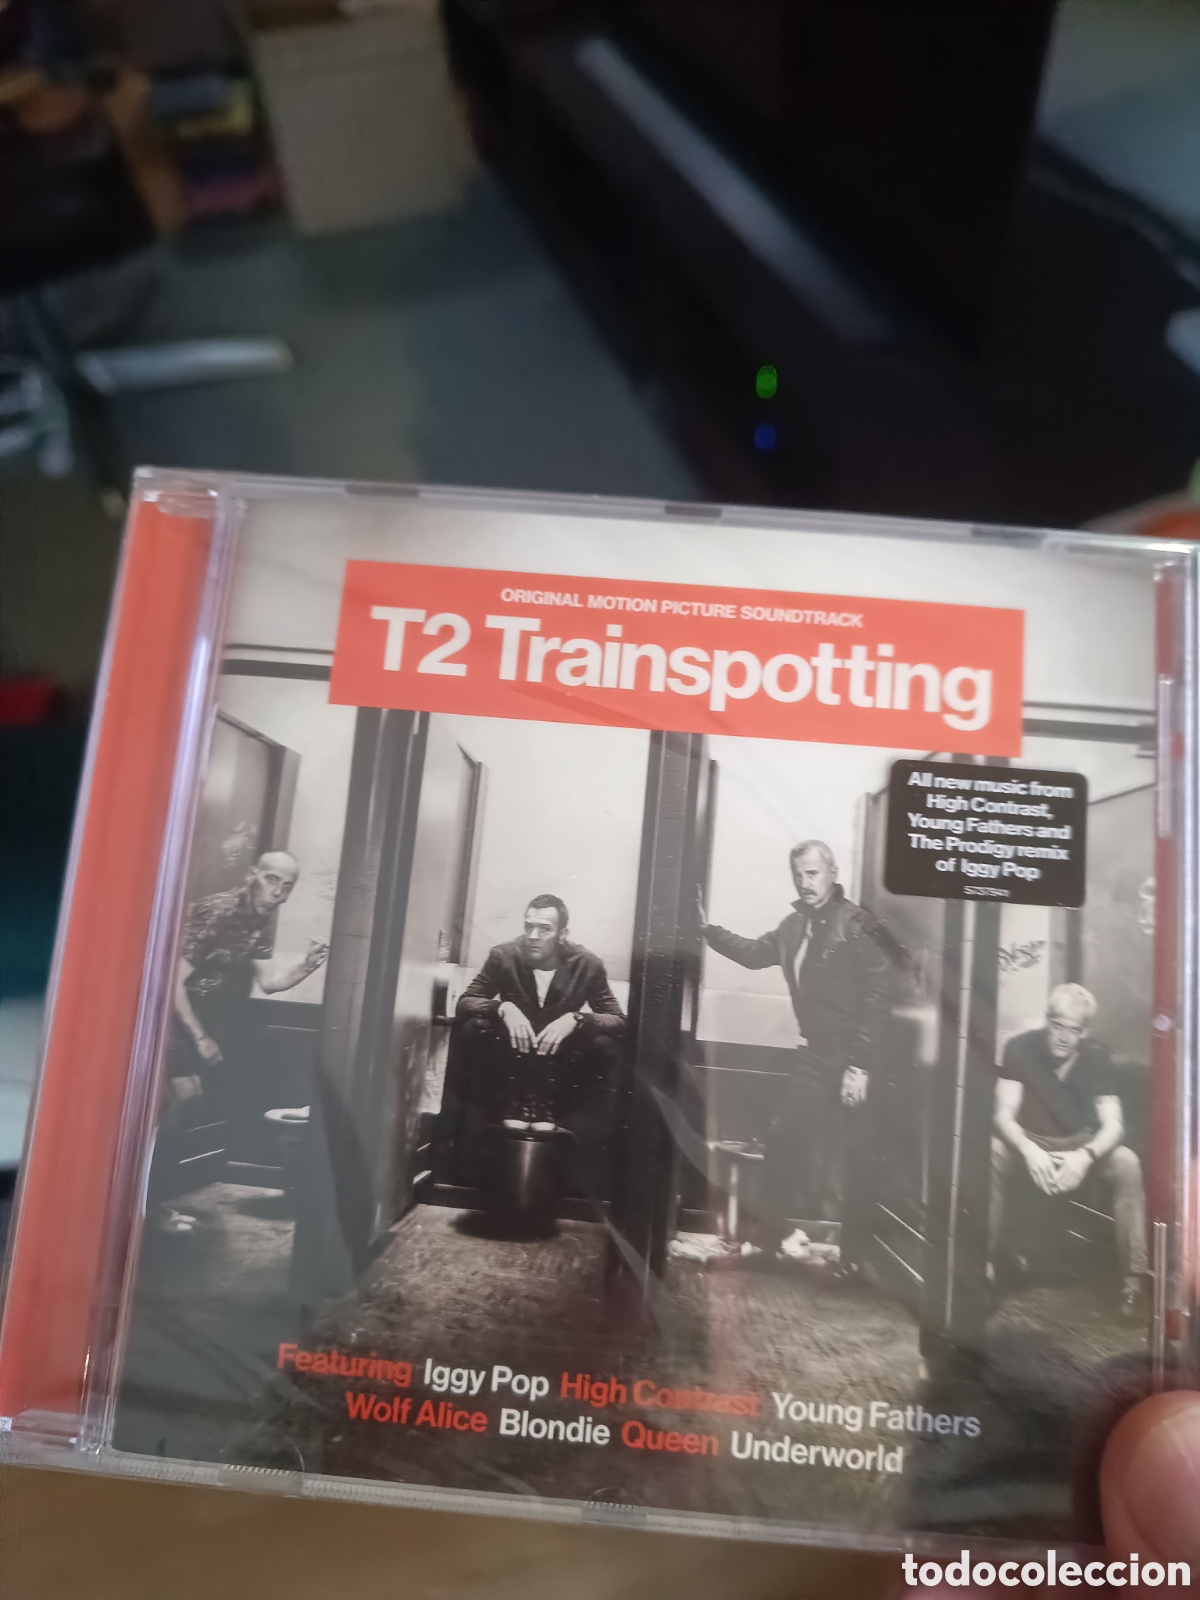 ORIGINAL MOTION PICTURE SOUNDTRACK
T2 Trainspotting
All new music from
High Contrast,
Young Fathers and
The Prodigy remix
of Iggy Pop
Featuring Iggy Pop High Contrast Young Fathers
Wolf Alice Blondie Queen Underworld
todocoleccion